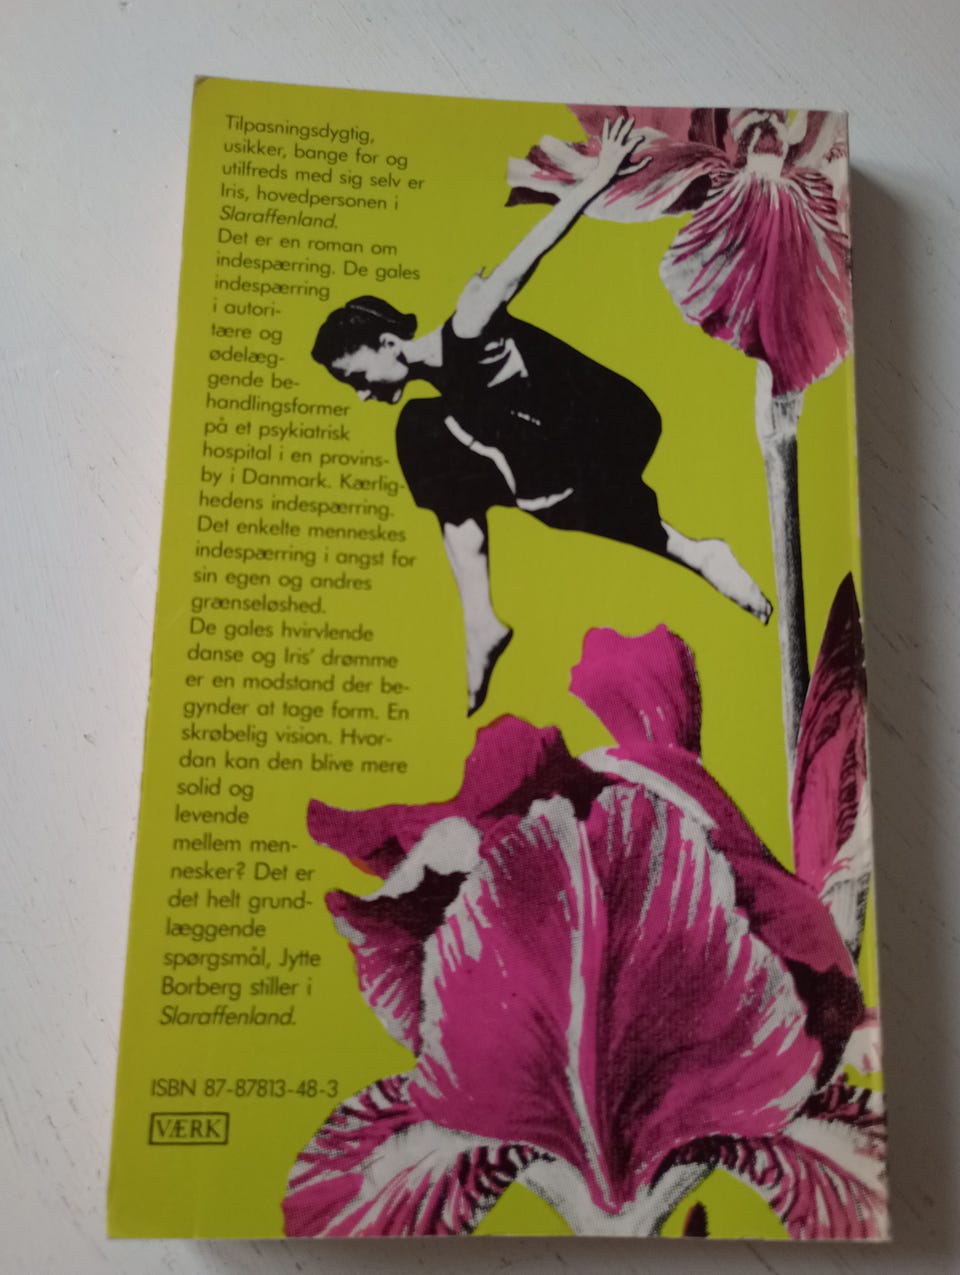 Tilpasningsdygtig,
usikker, bange for og
utilfreds med sig selv er
Iris, hovedpersonen i
Slaraffenland.
Det er en roman om
indespærring. De gales
indespærring
i autori-
tære og
ødelæg-
gende be-
handlingsformer
på et psykiatrisk
hospital i en provins-
by i Danmark. Kærlig-
hedens indespærring.
Det enkelte menneskes
indespærring i angst for
sin egen og andres
grænseløshed.
De gales hvirvlende
danse og Iris' drømme
er en modstand der be-
gynder at tage form. En
skrøbelig vision. Hvor-
dan kan den blive mere
solid og
levende
mellem men-
nesker? Det er
det helt grund-
læggende
spørgsmål, Jytte
Borberg stiller i
Slaraffenland.
ISBN 87-87813-48-3
VÆRK